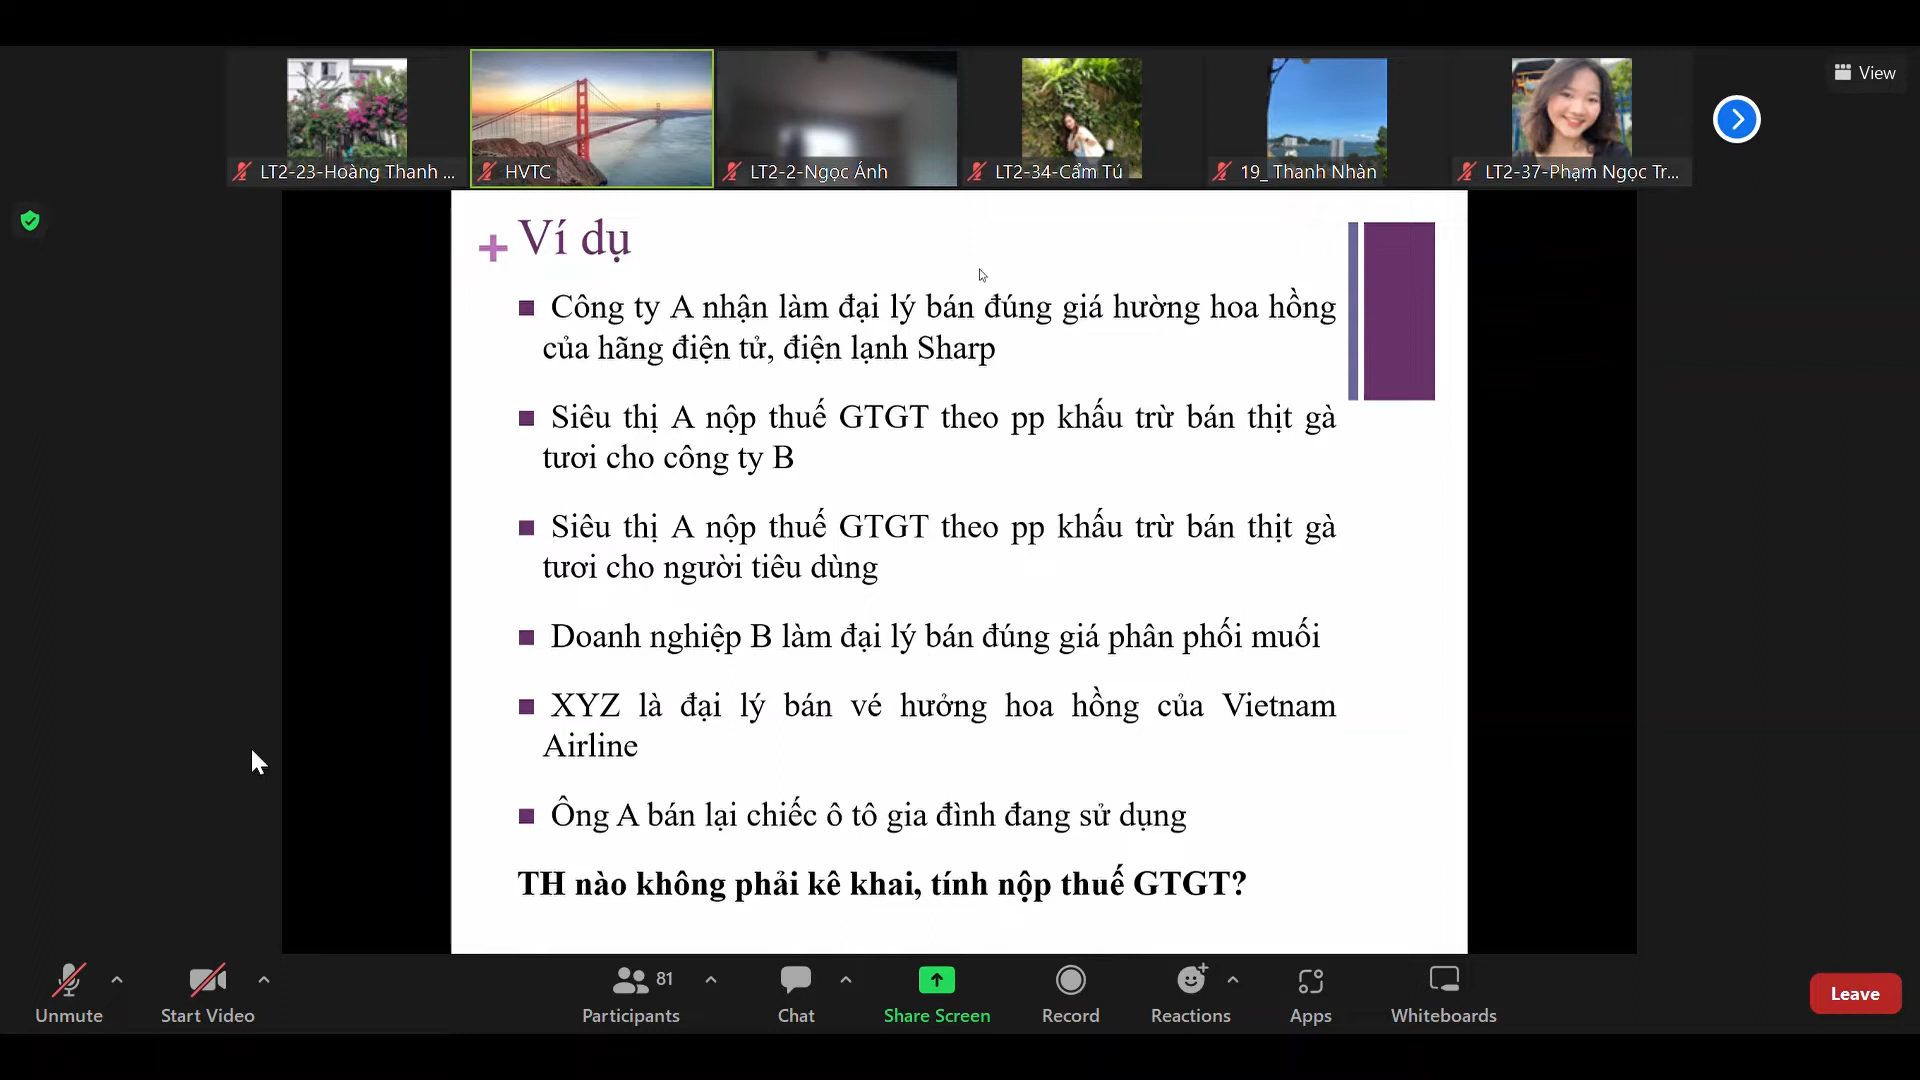 View
LT2-23-Hoàng Thanh ...
HVTC
LT2-2-Ngọc Ánh
LT2-34-Cẩm Tú
19_ Thanh Nhàn
LT2-37-Phạm Ngọc Tr...
Ví dụ
Công ty A nhận làm đại lý bán đúng giá hường hoa hồng
của hãng điện tử, điện lạnh Sharp
Siêu thị A nộp thuế GTGT theo pp khấu trừ bán thịt gà
tươi cho công ty B
Siêu thị A nộp thuế GTGT theo pp khấu trừ bán thịt gà
tươi cho người tiêu dùng
Doanh nghiệp B làm đại lý bán đúng giá phân phối muối
XYZ là đại lý bán vé hưởng hoa hồng của Vietnam
Airline
Ông A bán lại chiếc ô tô gia đình đang sử dụng
TH nào không phải kê khai, tính nộp thuế GTGT?
Unmute
Start Video
81
Participants
Chat
Share Screen
Record
Reactions
Apps
Whiteboards
Leave